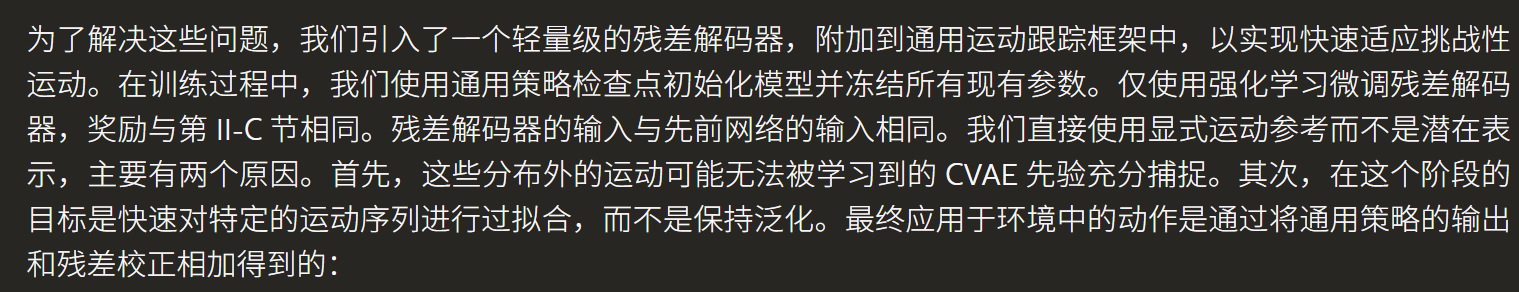 为了解决这些问题，我们引入了一个轻量级的残差解码器，附加到通用运动跟踪框架中，以实现快速适应挑战性
运动。在训练过程中，我们使用通用策略检查点初始化模型并冻结所有现有参数。仅使用强化学习微调残差解码
器，奖励与第 II-C 节相同。残差解码器的输入与先前网络的输入相同。我们直接使用显式运动参考而不是潜在表
示，主要有两个原因。首先，这些分布外的运动可能无法被学习到的 CVAE 先验充分捕捉。其次，在这个阶段的
目标是快速对特定的运动序列进行过拟合，而不是保持泛化。最终应用于环境中的动作是通过将通用策略的输出
和残差校正相加得到的：